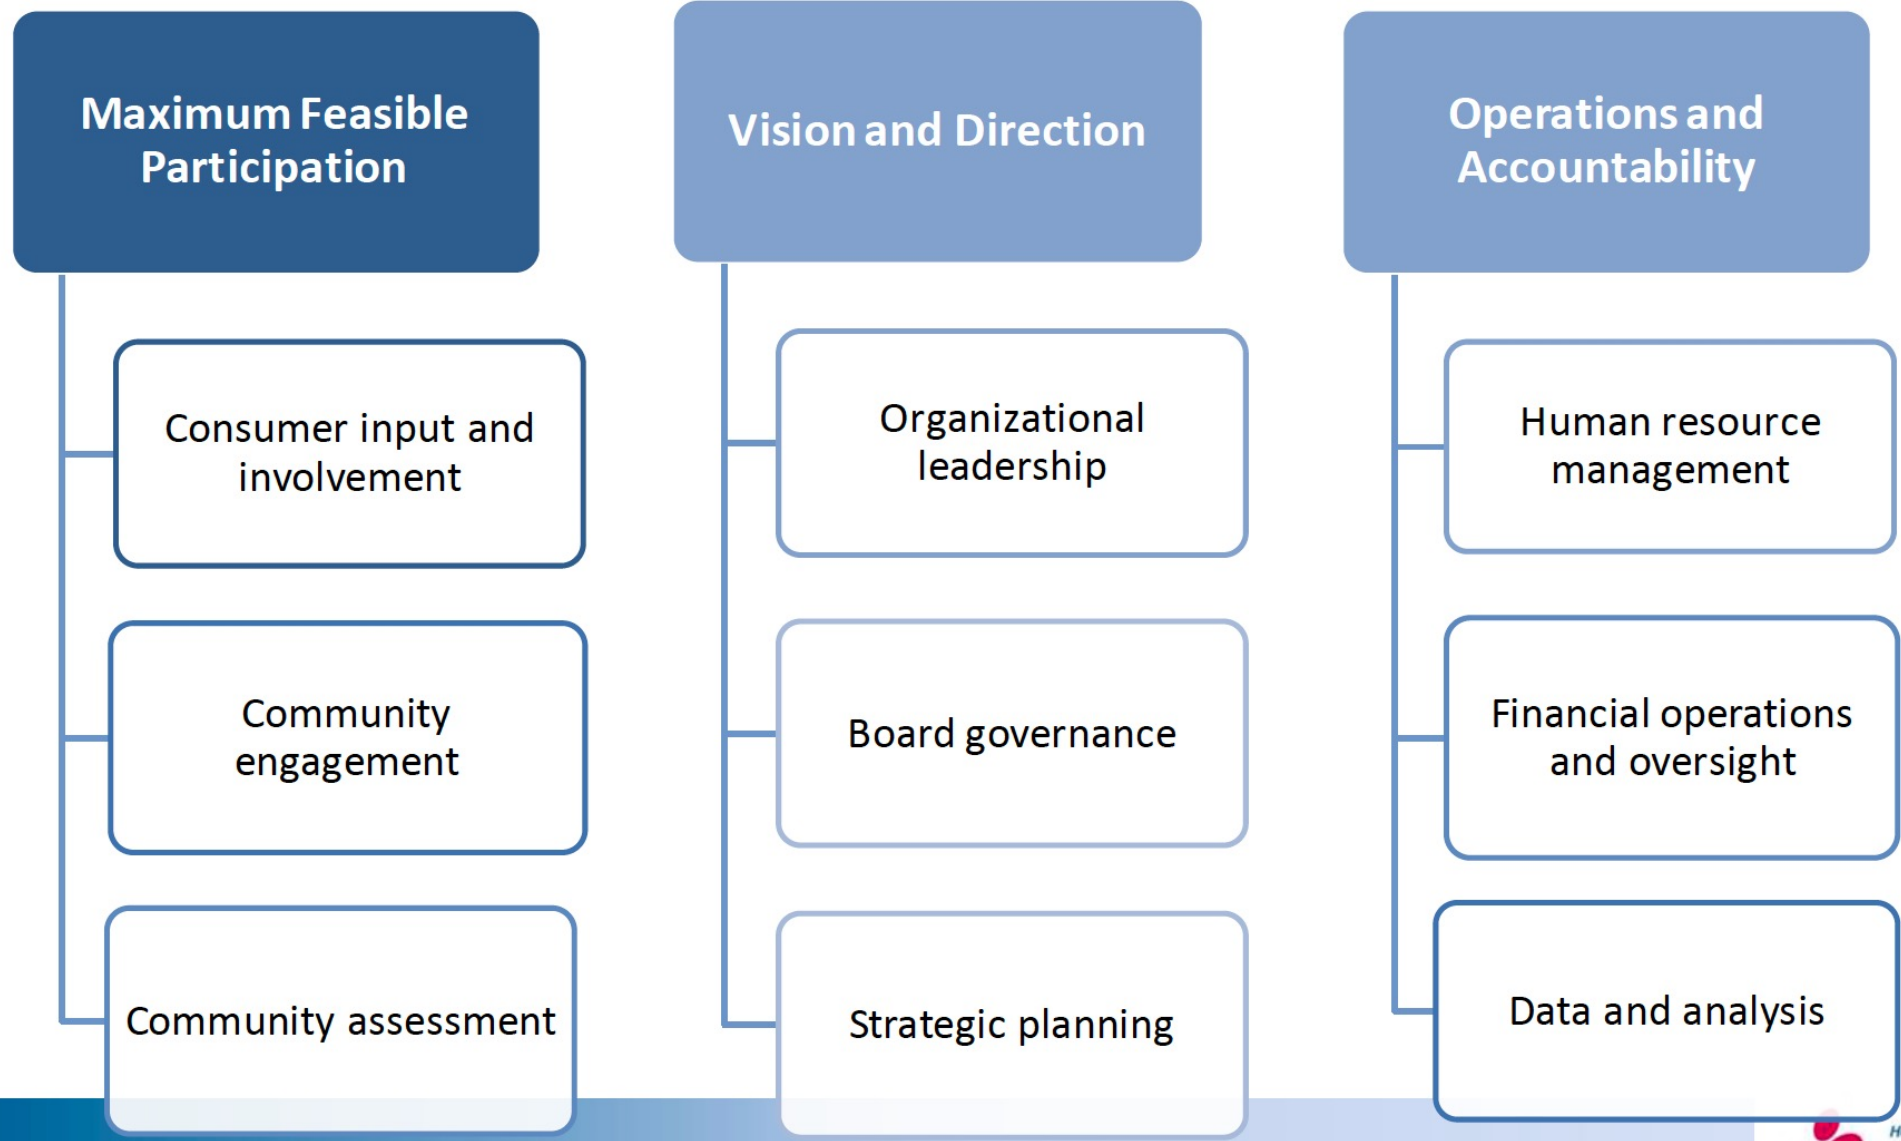 Maximum Feasible
Participation
Consumer input and
involvement
Community
engagement
Community assessment
Vision and Direction
Organizational
leadership
Board governance
Strategic planning
Operations and
Accountability
Human resource
management
Financial operations
and oversight
Data and analysis